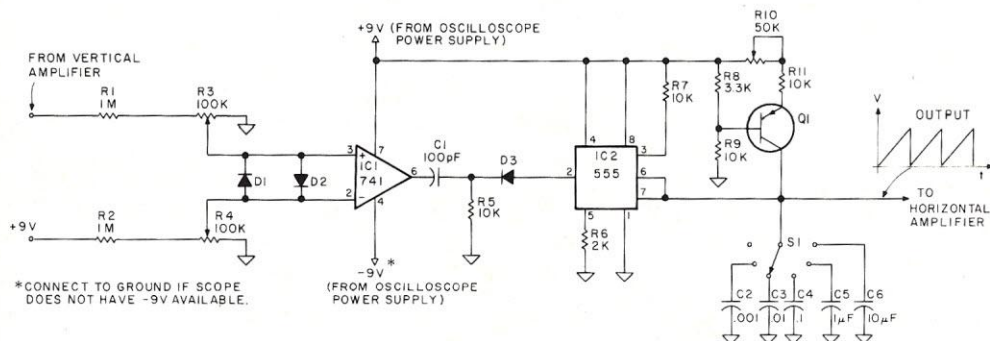 +9V (FROM OSCILLOSCOPE
POWER SUPPLY)
R10
50K
FROM VERTICAL
AMPLIFIER
R1
1M
R3
100K
R7
10K
R8
3.3K
R11
10K
Q1
V
OUTPUT
t
3
+
7
IC1
741
6
2
−
4
D1
D2
C1
100pF
D3
R5
10K
4
8
IC2
555
3
2
6
7
5
1
R9
10K
R6
2K
TO
HORIZONTAL
AMPLIFIER
+9V
R2
1M
R4
100K
-9V*
(FROM OSCILLOSCOPE
POWER SUPPLY)
*CONNECT TO GROUND IF SCOPE
DOES NOT HAVE -9V AVAILABLE.
S1
C2
.001
C3
.01
C4
.1
C5
1µF
C6
10µF